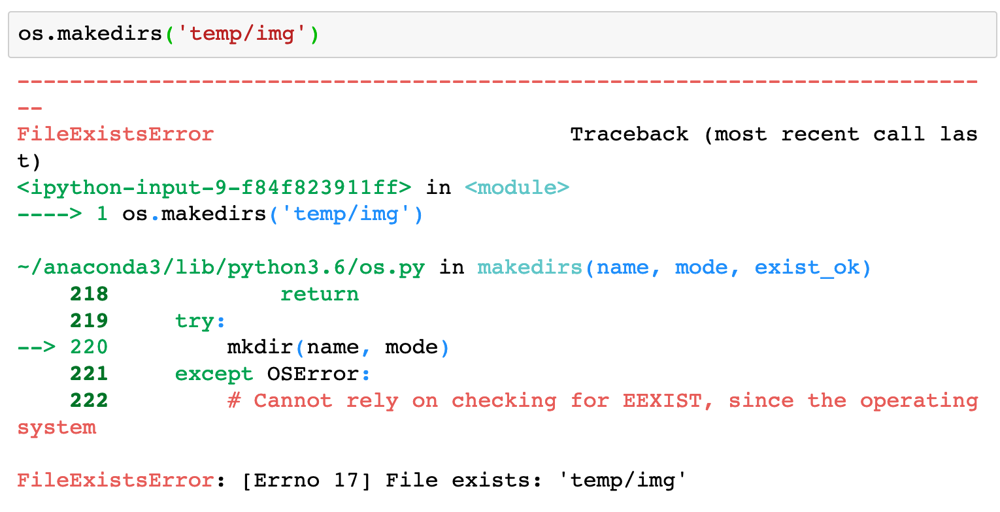 os.makedirs('temp/img')
---------------------------------------------------------------------------
--
FileExistsError                           Traceback (most recent call las
t)
<ipython-input-9-f84f823911ff> in <module>
----> 1 os.makedirs('temp/img')
~/anaconda3/lib/python3.6/os.py in makedirs(name, mode, exist_ok)
    218             return
    219     try:
--> 220         mkdir(name, mode)
    221     except OSError:
    222         # Cannot rely on checking for EEXIST, since the operating
system
FileExistsError: [Errno 17] File exists: 'temp/img'